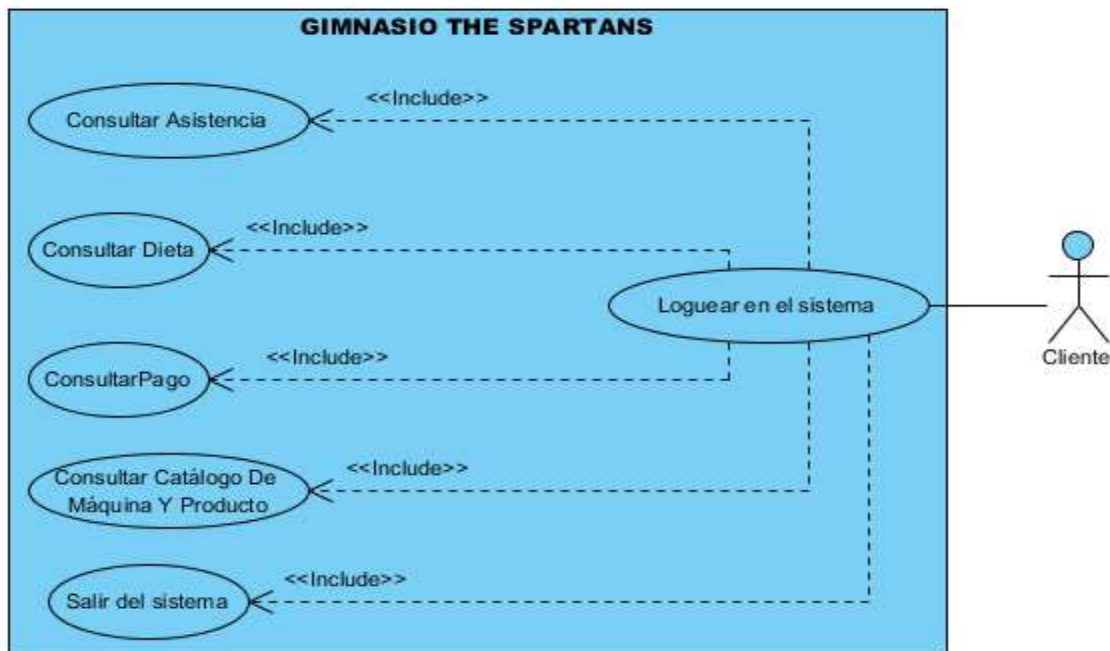 GIMNASIO THE SPARTANS
<<Include>>
Consultar Asistencia
<<Include>>
Consultar Dieta
Loguear en el sistema
<<Include>>
ConsultarPago
Cliente
<<Include>>
Consultar Catálogo De
Máquina Y Producto
<<Include>>
Salir del sistema